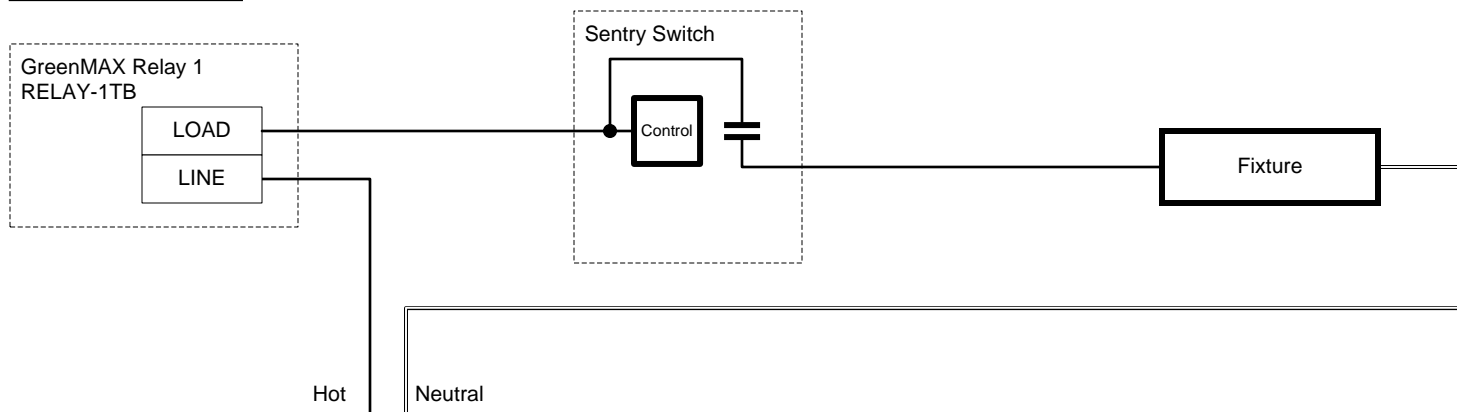 Sentry Switch
GreenMAX Relay 1
RELAY-1TB
LOAD
Control
LINE
Fixture
Hot
Neutral